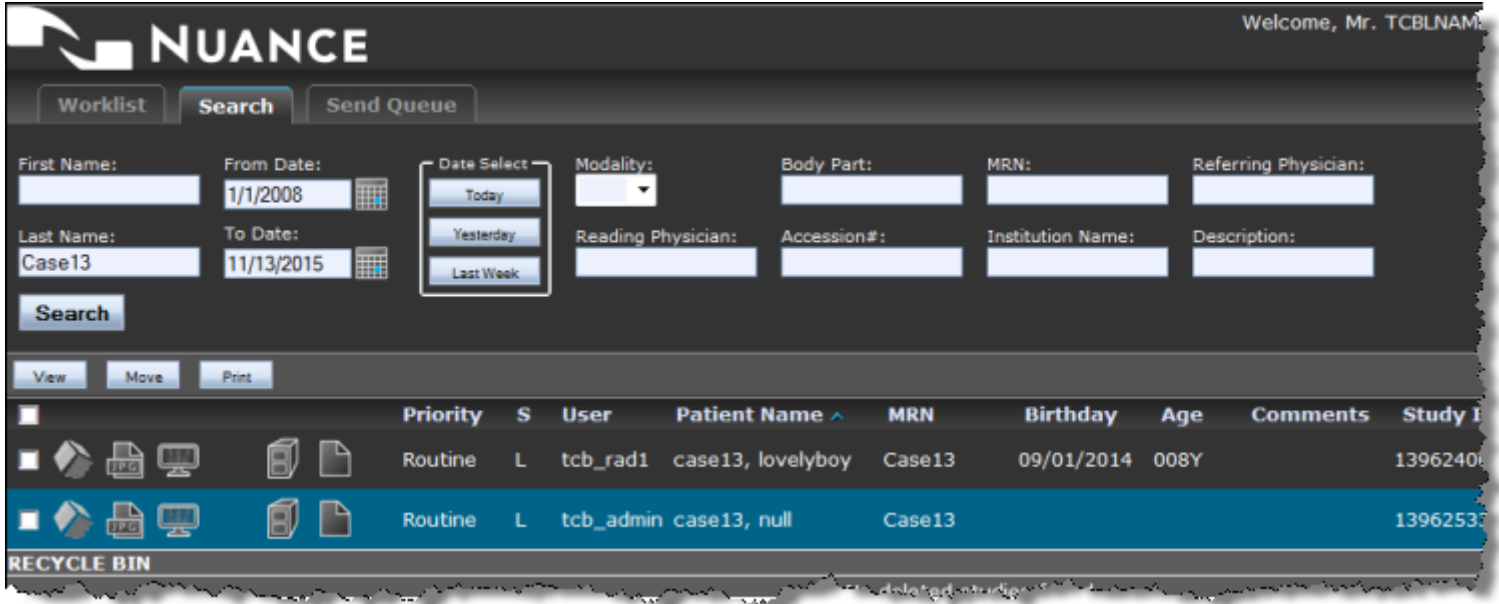 Welcome, Mr. TCBLNAM
NUANCE
Worklist Search Send Queue
First Name: From Date: Date Select Modality: Body Part: MRN: Referring Physician:
1/1/2008 Today
Last Name: To Date: Yesterday Reading Physician: Accession#: Institution Name: Description:
Case13 11/13/2015 Last Week
Search
View Move Print
Priority S User Patient Name MRN Birthday Age Comments Study
JPG Routine L tcb_rad1 case13, lovelyboy Case13 09/01/2014 008Y 1396240
JPG Routine L tcb_admin case13, null Case13 1396253
RECYCLE BIN
deleted studies found